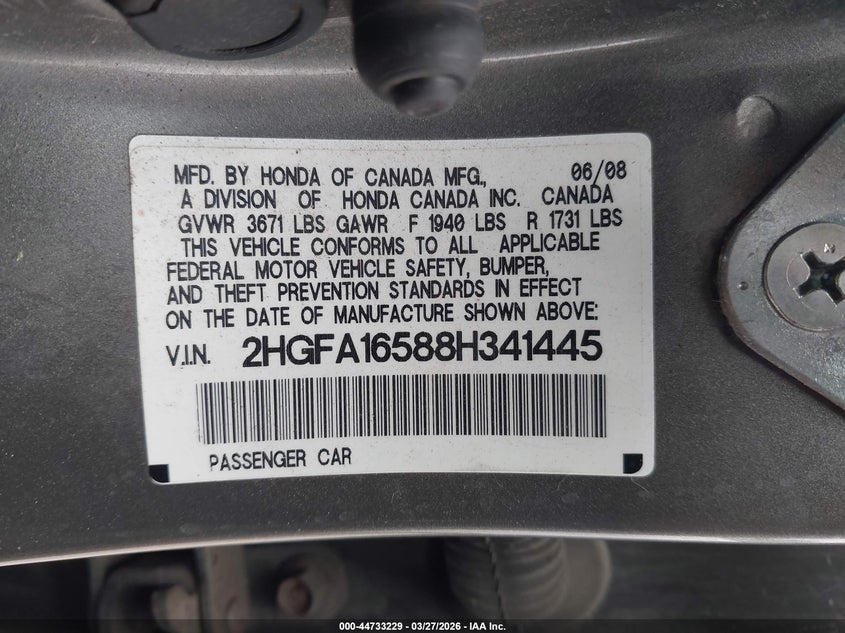 MFD. BY HONDA OF CANADA MFG., 06/08
A DIVISION OF HONDA CANADA INC. CANADA
GVWR 3671 LBS GAWR F 1940 LBS R 1731 LBS
THIS VEHICLE CONFORMS TO ALL APPLICABLE
FEDERAL MOTOR VEHICLE SAFETY, BUMPER,
AND THEFT PREVENTION STANDARDS IN EFFECT
ON THE DATE OF MANUFACTURE SHOWN ABOVE:
V.I.N. 2HGFA16588H341445
PASSENGER CAR
000-44733229 - 03/27/2026 - IAA Inc.